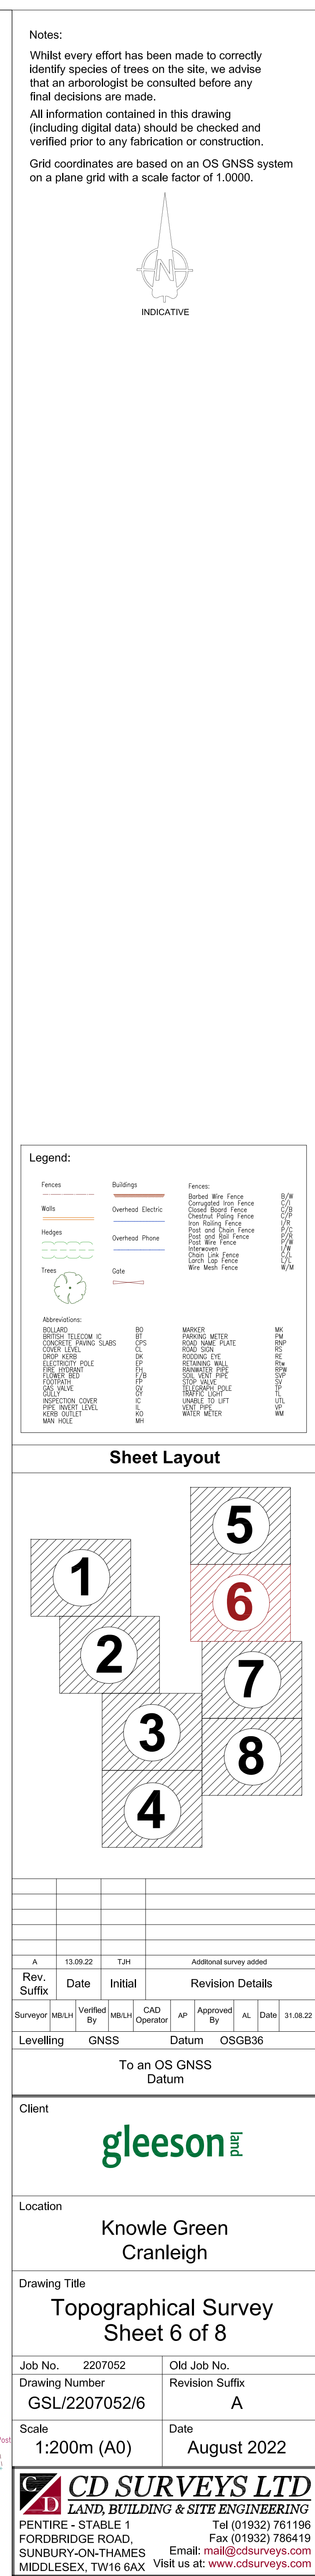 Notes:
Whilst every effort has been made to correctly
identify species of trees on the site, we advise
that an arborologist be consulted before any
final decisions are made.
All information contained in this drawing
(including digital data) should be checked and
verified prior to any fabrication or construction.
Grid coordinates are based on an OS GNSS system
on a plane grid with a scale factor of 1.0000.
N
INDICATIVE
Legend:
Fences
Walls
Hedges
Trees
Buildings
Overhead Electric
Overhead Phone
Gate
Fences:
Barbed Wire Fence B/W
Corrugated Iron Fence C/I
Closed Board Fence C/B
Chestnut Paling Fence C/P
Iron Railing Fence I/R
Post and Chain Fence P/C
Post and Rail Fence P/R
Post Wire Fence P/W
Interwoven I/W
Chain Link Fence C/L
Larch Lap Fence L/L
Wire Mesh Fence W/M
Abbreviations:
BOLLARD BO MARKER MK
BRITISH TELECOM IC BT PARKING METER PM
CONCRETE PAVING SLABS CPS ROAD NAME PLATE RNP
COVER LEVEL CL ROAD SIGN RS
DROP KERB DK RODDING EYE RE
ELECTRICITY POLE EP RETAINING WALL Rtw
FIRE HYDRANT FH RAINWATER PIPE RPW
FLOWER BED F/B SOIL VENT PIPE SVP
FOOTPATH FP STOP VALVE SV
GAS VALVE GV TELEGRAPH POLE TP
GULLY GY TRAFFIC LIGHT TL
INSPECTION COVER IC UNABLE TO LIFT UTL
PIPE INVERT LEVEL IL VENT PIPE VP
KERB OUTLET KO WATER METER WM
MAN HOLE MH
Sheet Layout
5
1
6
2
7
3
8
4
A 13.09.22 TJH Additonal survey added
Rev. Suffix Date Initial Revision Details
Surveyor MB/LH Verified By MB/LH CAD Operator AP Approved By AL Date 31.08.22
Levelling GNSS Datum OSGB36
To an OS GNSS
Datum
Client
gleeson land
Location
Knowle Green
Cranleigh
Drawing Title
Topographical Survey
Sheet 6 of 8
Job No. 2207052 Old Job No.
Drawing Number Revision Suffix
GSL/2207052/6 A
Scale Date
1:200m (A0) August 2022
CD
CD SURVEYS LTD
LAND, BUILDING & SITE ENGINEERING
PENTIRE - STABLE 1 Tel (01932) 761196
FORDBRIDGE ROAD, Fax (01932) 786419
SUNBURY-ON-THAMES Email: mail@cdsurveys.com
MIDDLESEX, TW16 6AX Visit us at: www.cdsurveys.com